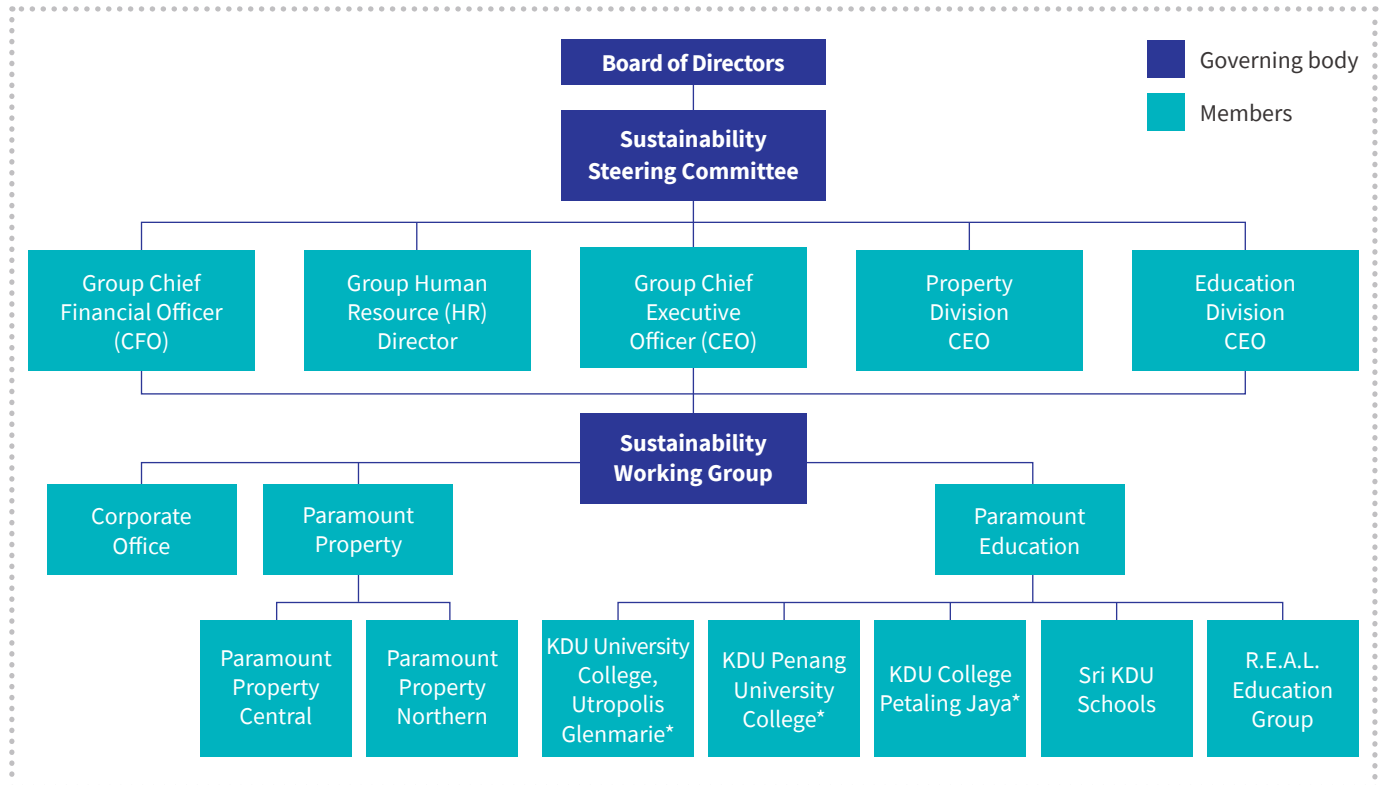 Board of Directors
Governing body
Members
Sustainability
Steering Committee
Group Chief
Financial Officer
(CFO)
Group Human
Resource (HR)
Director
Group Chief
Executive
Officer (CEO)
Property
Division
CEO
Education
Division
CEO
Sustainability
Working Group
Corporate
Office
Paramount
Property
Paramount
Education
Paramount
Property
Central
Paramount
Property
Northern
KDU University
College,
Utropolis
Glenmarie*
KDU Penang
University
College*
KDU College
Petaling Jaya*
Sri KDU
Schools
R.E.A.L.
Education
Group